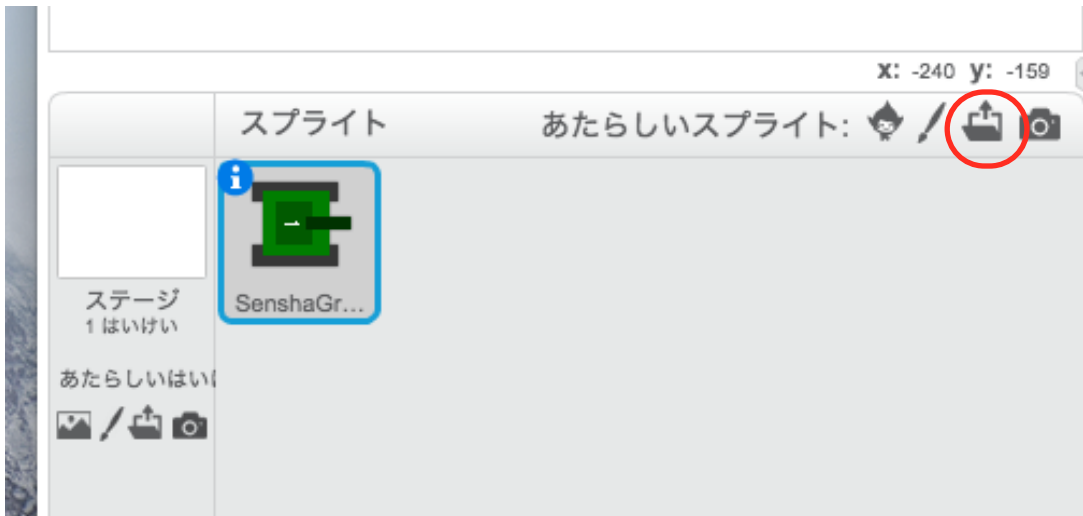 x: -240 y: -159
スプライト
あたらしいスプライト:
SenshaGr...
ステージ
1 はいけい
あたらしいはい